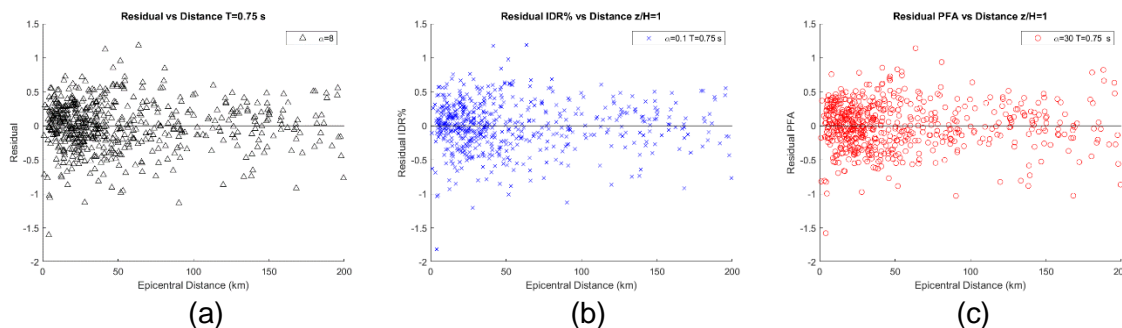 Residual vs Distance T=0.75 s
1.5
1
0.5
0
-0.5
-1
-1.5
-2
Residual
α=8
0 50 100 150 200
Epicentral Distance (km)
(a)
Residual IDR% vs Distance z/H=1
1.5
1
0.5
0
-0.5
-1
-1.5
-2
Residual IDR%
α=0.1 T=0.75 s
0 50 100 150 200
Epicentral Distance (km)
(b)
Residual PFA vs Distance z/H=1
1.5
1
0.5
0
-0.5
-1
-1.5
-2
Residual PFA
α=30 T=0.75 s
0 50 100 150 200
Epicentral Distance (km)
(c)